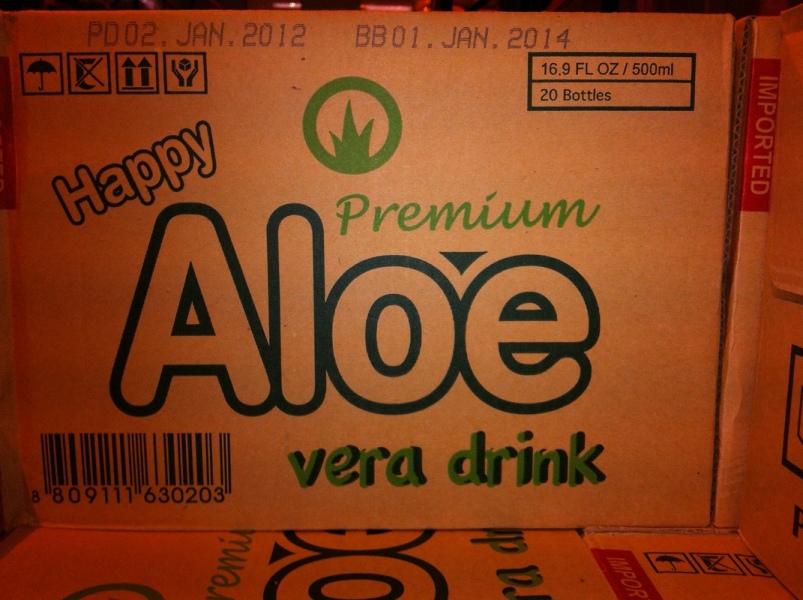 PD02.JAN.2012 BB01.JAN.2014
16.9 FL OZ / 500ml
20 Bottles
IMPORTED
Happy
Premium
Aloe
vera drink
8 809111 630203